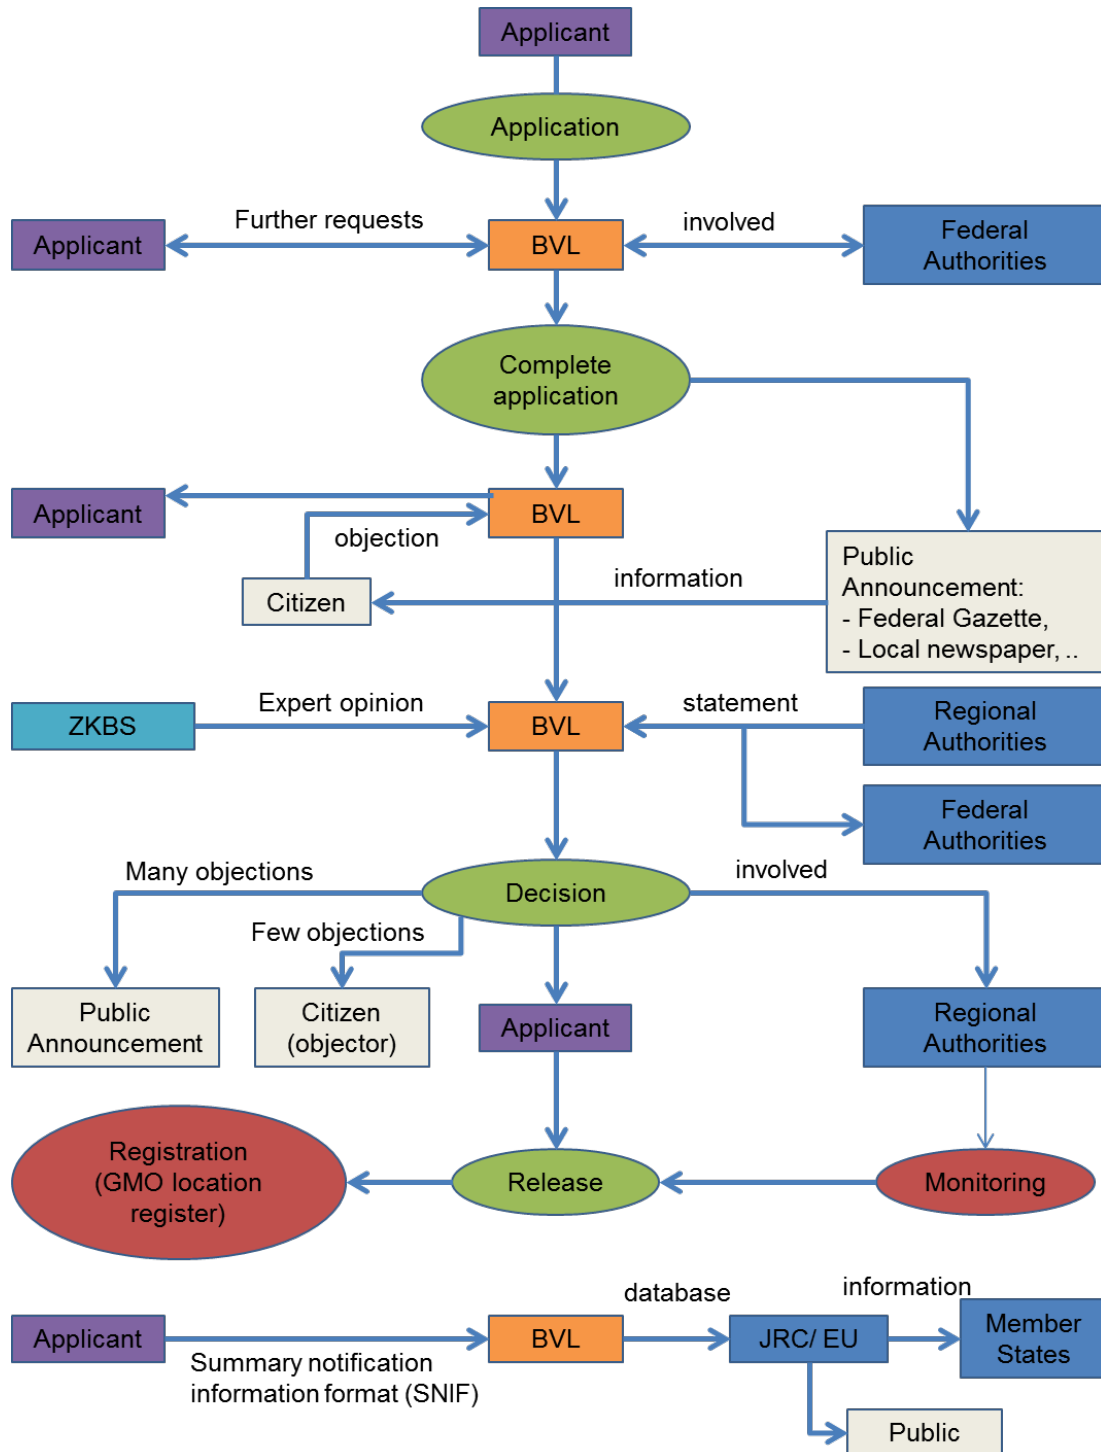 Applicant
Application
Further requests
involved
Applicant
BVL
Federal
Authorities
Complete
application
Applicant
BVL
objection
Citizen
information
Public
Announcement:
- Federal Gazette,
- Local newspaper, ..
ZKBS
Expert opinion
BVL
statement
Regional
Authorities
Federal
Authorities
Many objections
Decision
involved
Few objections
Public
Announcement
Citizen
(objector)
Applicant
Regional
Authorities
Registration
(GMO location
register)
Release
Monitoring
database
information
Applicant
BVL
JRC/ EU
Member
States
Summary notification
information format (SNIF)
Public